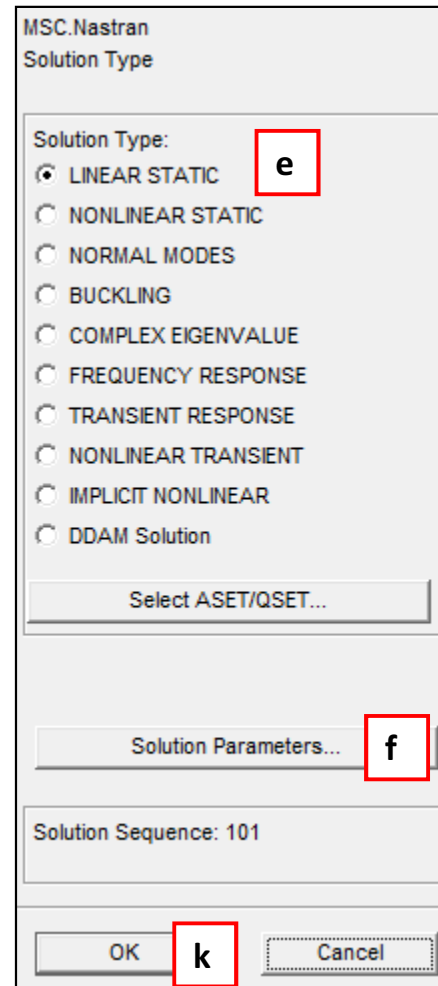 MSC.Nastran
Solution Type
Solution Type:
e
LINEAR STATIC
NONLINEAR STATIC
NORMAL MODES
BUCKLING
COMPLEX EIGENVALUE
FREQUENCY RESPONSE
TRANSIENT RESPONSE
NONLINEAR TRANSIENT
IMPLICIT NONLINEAR
DDAM Solution
Select ASET/QSET...
Solution Parameters... f
Solution Sequence: 101
OK k Cancel